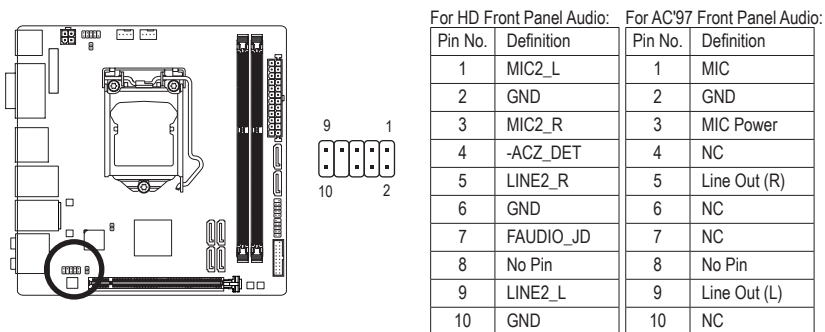 For HD Front Panel Audio: For AC'97 Front Panel Audio:
Pin No. Definition Pin No. Definition
1 MIC2_L 1 MIC
2 GND 2 GND
3 MIC2_R 3 MIC Power
4 -ACZ_DET 4 NC
5 LINE2_R 5 Line Out (R)
6 GND 6 NC
7 FAUDIO_JD 7 NC
8 No Pin 8 No Pin
9 LINE2_L 9 Line Out (L)
10 GND 10 NC
9 1
10 2